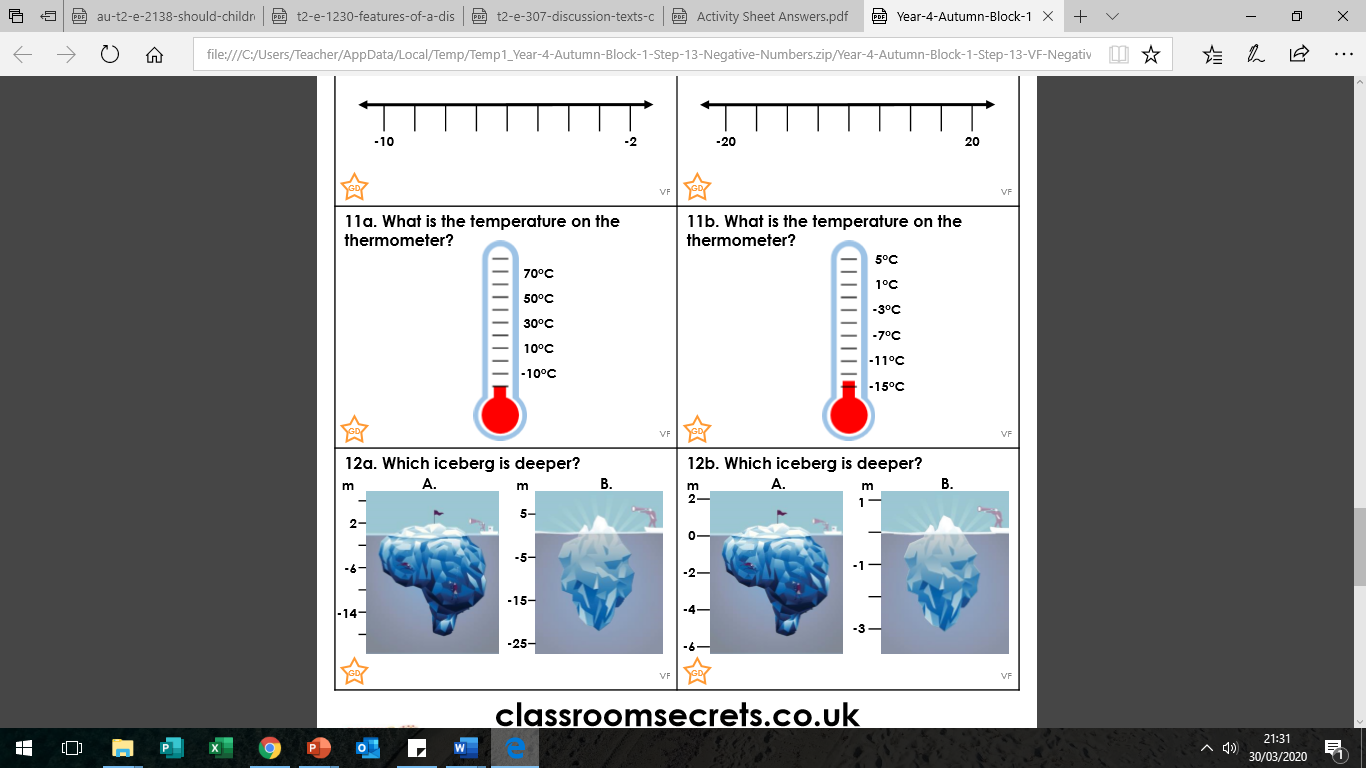 au-t2-e-2138-should-childr
t2-e-1230-features-of-a-dis
t2-e-307-discussion-texts-c
Activity Sheet Answers.pdf
Year-4-Autumn-Block-1
file:///C:/Users/Teacher/AppData/Local/Temp/Temp1_Year-4-Autumn-Block-1-Step-13-Negative-Numbers.zip/Year-4-Autumn-Block-1-Step-13-VF-Negativ
-10 -2
GD VF
-20 20
GD VF
11a. What is the temperature on the
thermometer?
70°C
50°C
30°C
10°C
-10°C
GD VF
11b. What is the temperature on the
thermometer?
5°C
1°C
-3°C
-7°C
-11°C
-15°C
GD VF
12a. Which iceberg is deeper?
m A. m B.
2
-6
-14
5
-5
-15
-25
GD VF
12b. Which iceberg is deeper?
m A. m B.
2
0
-2
-4
-6
1
-1
-3
GD VF
classroomsecrets.co.uk
21:31
30/03/2020
1